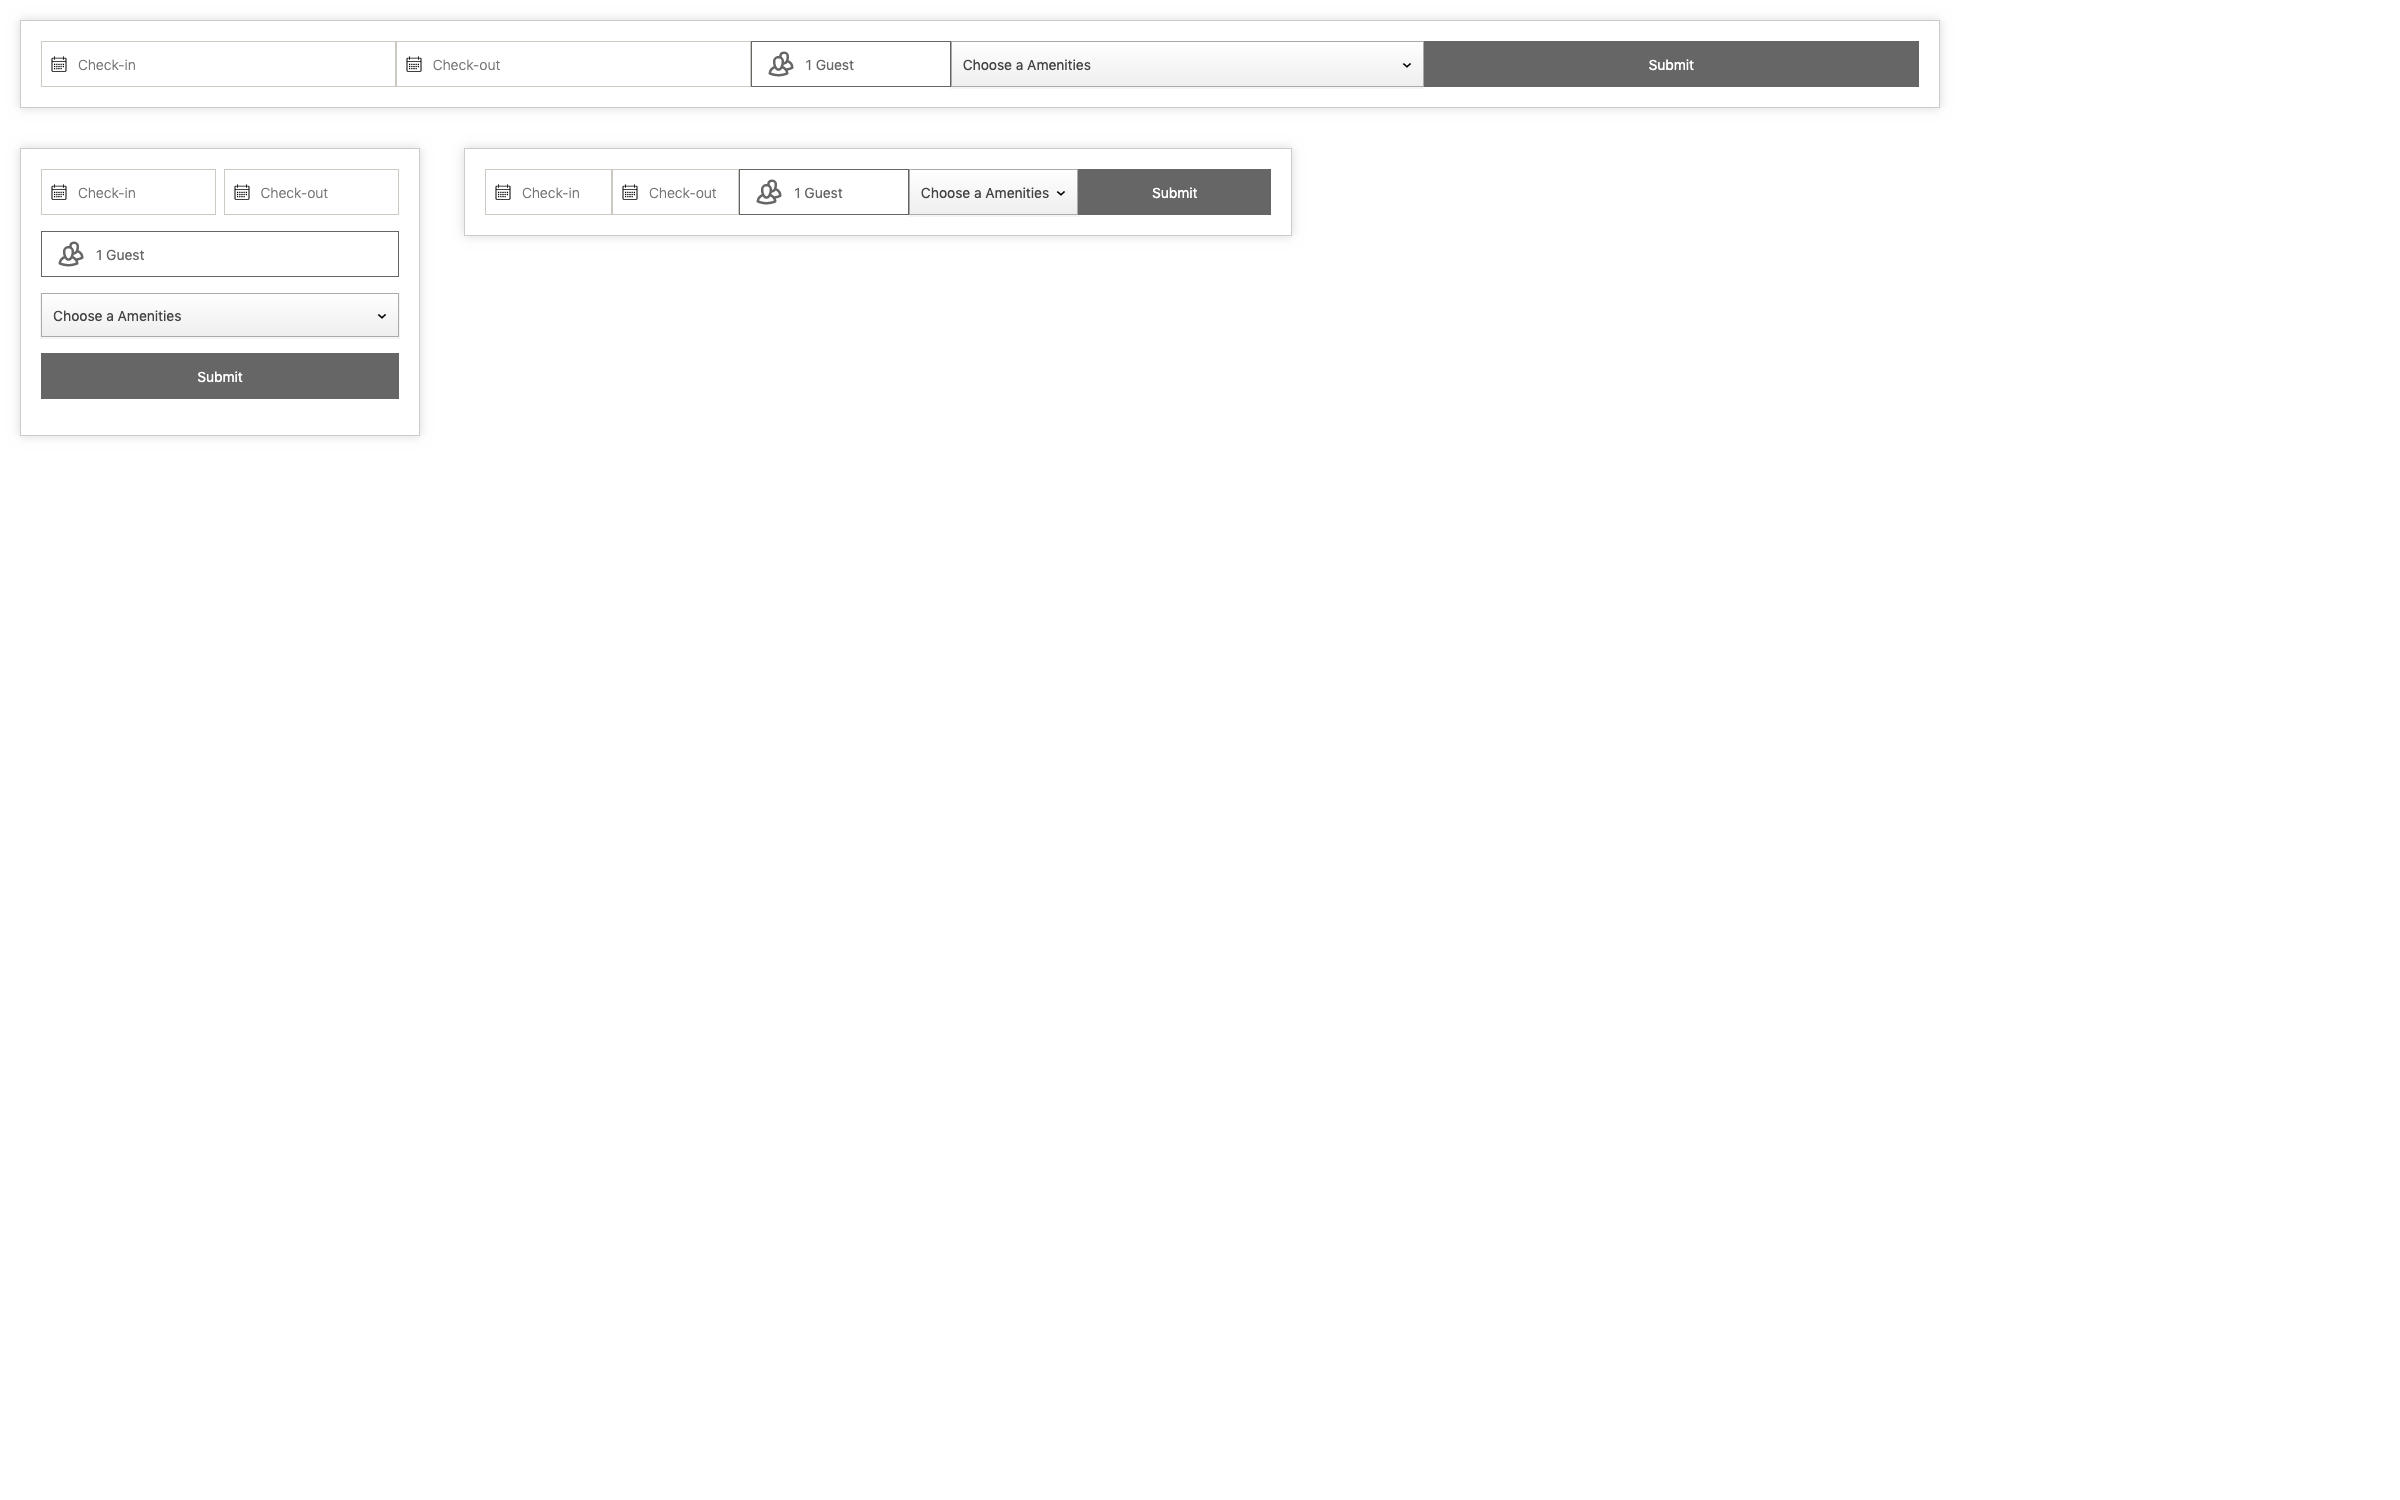 Check-in Check-out 1 Guest Choose a Amenities Submit
Check-in Check-out
1 Guest
Choose a Amenities
Submit
Check-in Check-out 1 Guest Choose a Amenities Submit